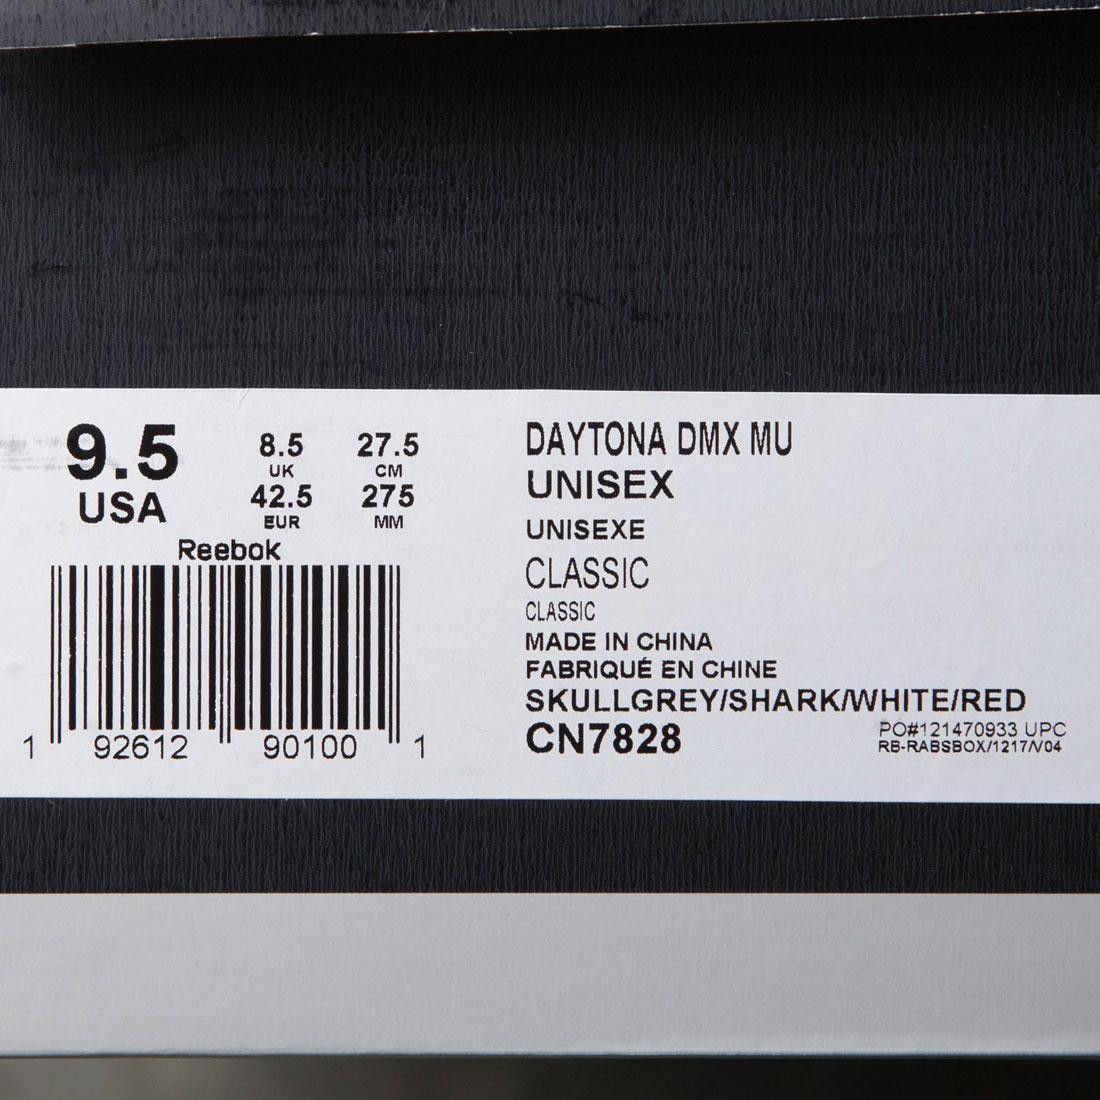 9.5
USA
8.5
UK
27.5
CM
42.5
EUR
275
MM
Reebok
1 92612 90100 1
DAYTONA DMX MU
UNISEX
UNISEXE
CLASSIC
CLASSIC
MADE IN CHINA
FABRIQUÉ EN CHINE
SKULLGREY/SHARK/WHITE/RED
CN7828
PO#121470933 UPC
RB-RABSBOX/1217/V04